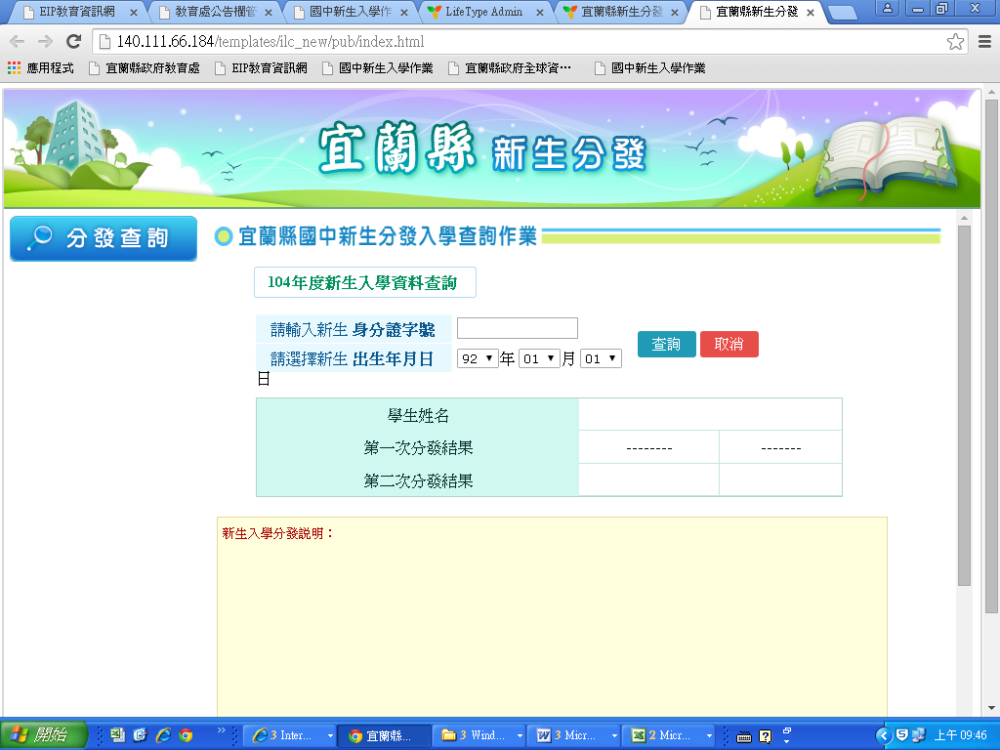 EIP教育資訊網
教育處公告欄管
國中新生入學作
LifeType Admin
宜蘭縣新生分發
宜蘭縣新生分發
140.111.66.184/templates/ilc_new/pub/index.html
應用程式
宜蘭縣政府教育處
EIP教育資訊網
國中新生入學作業
宜蘭縣政府全球資…
國中新生入學作業
宜蘭縣 新生分發
分發查詢
宜蘭縣國中新生分發入學查詢作業
104年度新生入學資料查詢
請輸入新生 身分證字號
查詢 取消
請選擇新生 出生年月日 92 年 01 月 01
日
學生姓名
第一次分發結果 -------- -------
第二次分發結果
新生入學分發說明：
開始
3 Inter...
宜蘭縣...
3 Wind...
3 Micr...
2 Micr...
上午 09:46